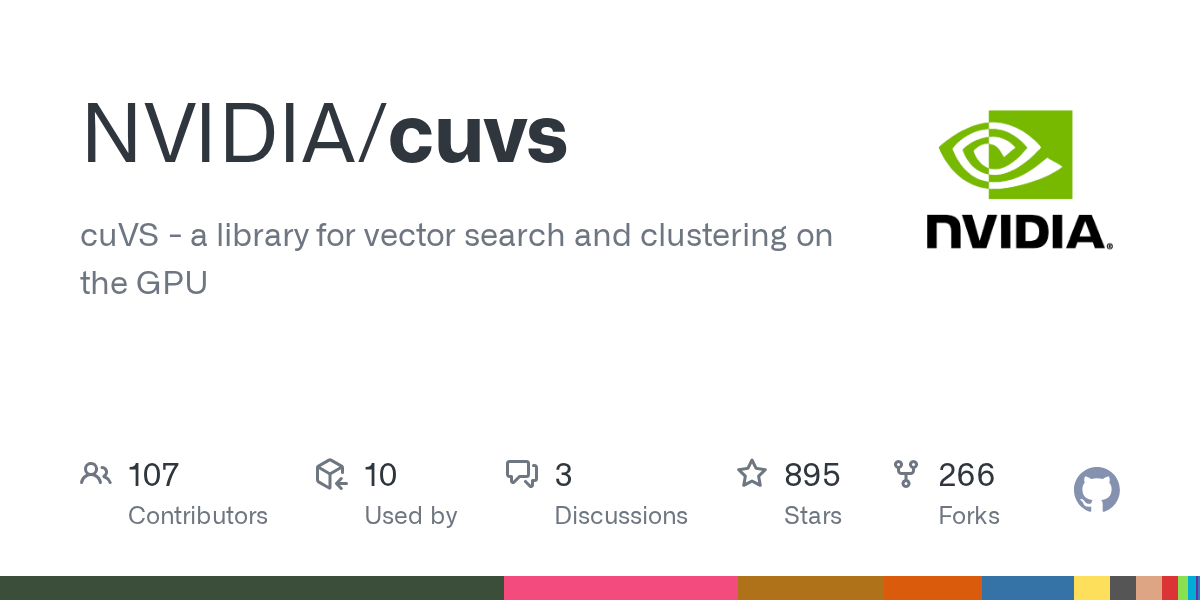 NVIDIA/cuvs
cuVS - a library for vector search and clustering on
the GPU
NVIDIA®
107
Contributors
10
Used by
3
Discussions
895
Stars
266
Forks